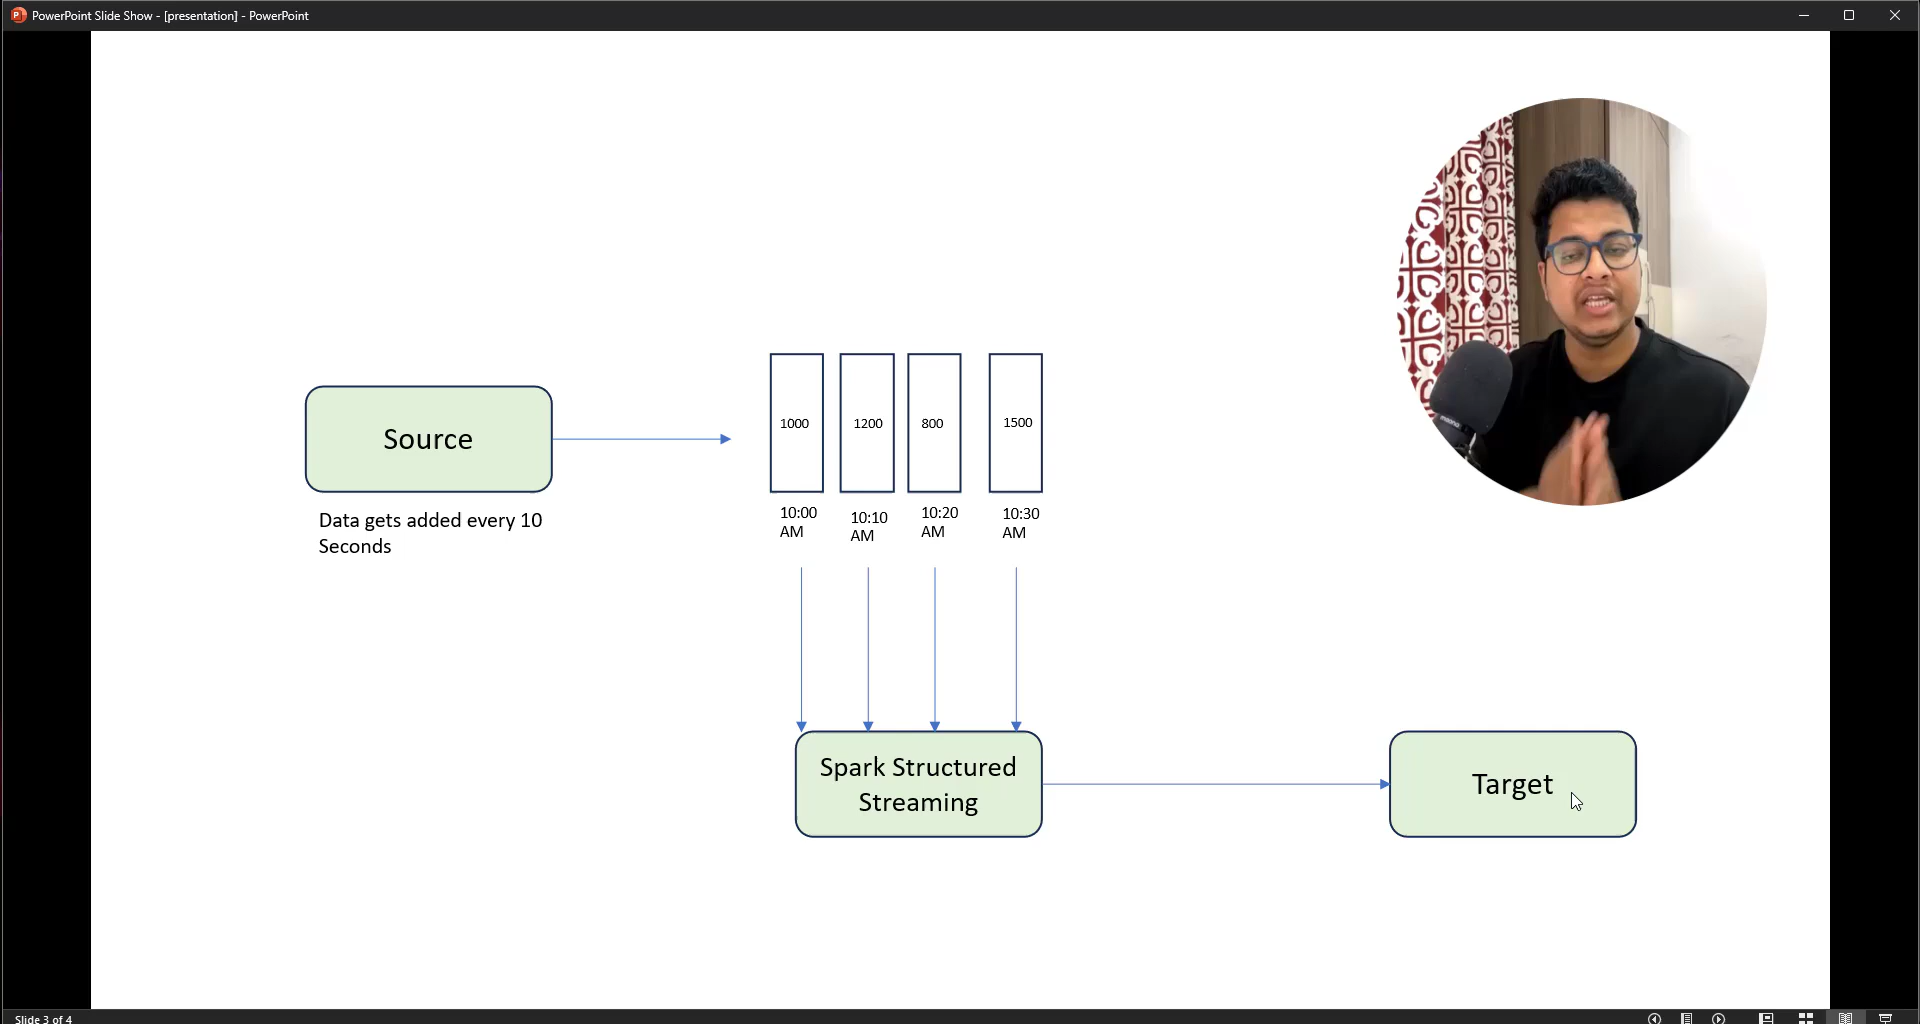 PowerPoint Slide Show - [presentation] - PowerPoint
Source
Data gets added every 10
Seconds
1000
1200
800
1500
10:00
AM
10:10
AM
10:20
AM
10:30
AM
Spark Structured
Streaming
Target
Slide 3 of 4